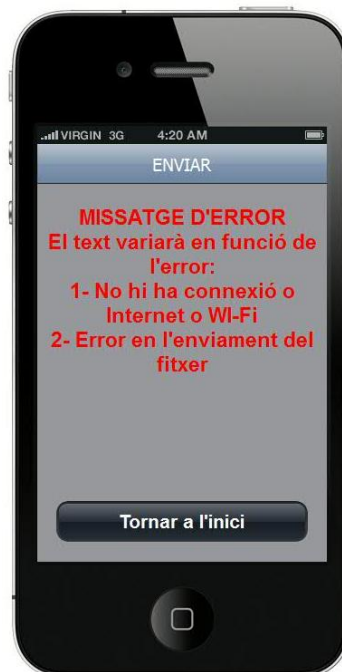 VIRGIN 3G 4:20 AM
ENVIAR
MISSATGE D'ERROR
El text variarà en funció de
l'error:
1- No hi ha connexió o
Internet o WI-Fi
2- Error en l'enviament del
fitxer
Tornar a l'inici